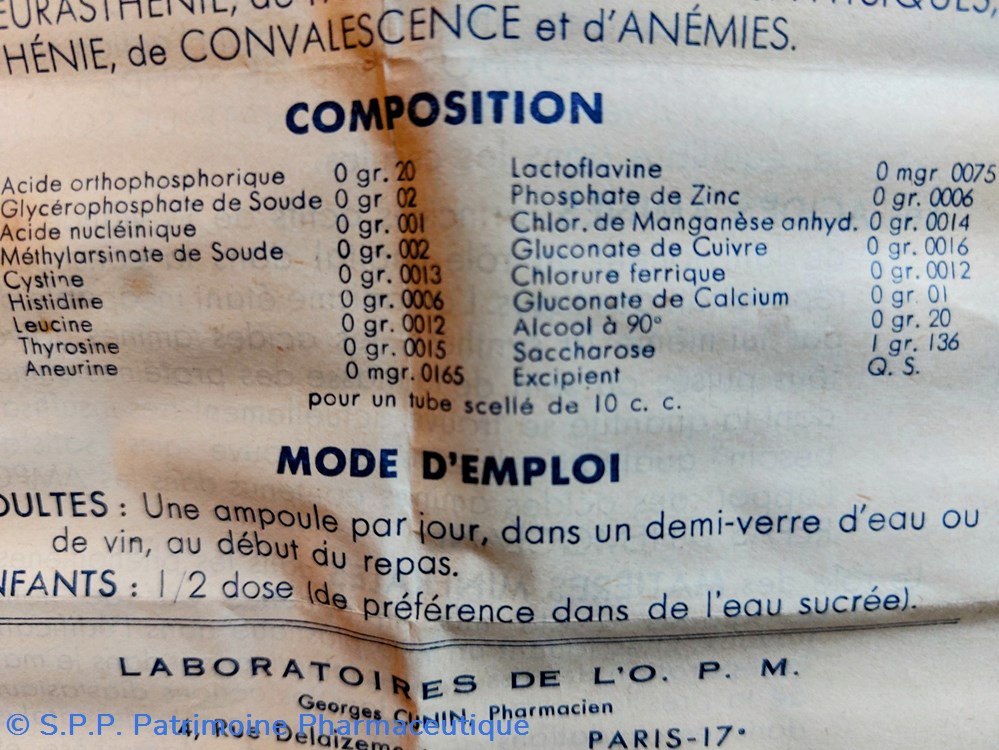 HÉNIE, de CONVALESCENCE et d'ANÉMIES.
COMPOSITION
Acide orthophosphorique 0 gr. 20
Glycérophosphate de Soude 0 gr 02
Acide nucléinique 0 gr. 001
Méthylarsinate de Soude 0 gr. 002
Cystine 0 gr. 0013
Histidine 0 gr. 0006
Leucine 0 gr. 0012
Thyrosine 0 gr. 0015
Aneurine 0 mgr. 0165
Lactoflavine 0 mgr 0075
Phosphate de Zinc 0 gr. 0006
Chlor. de Manganèse anhyd. 0 gr. 0014
Gluconate de Cuivre 0 gr. 0016
Chlorure ferrique 0 gr. 0012
Gluconate de Calcium 0 gr. 01
Alcool à 90° 0 gr. 20
Saccharose 1 gr. 136
Excipient Q. S.
pour un tube scellé de 10 c. c.
MODE D'EMPLOI
DULTES : Une ampoule par jour, dans un demi-verre d'eau ou
de vin, au début du repas.
NFANTS : 1/2 dose (de préférence dans de l'eau sucrée).
LABORATOIRES DE L'O. P. M.
Georges Pharmacien
Rue PARIS-17e
© S.P.P. Patrimoine Pharmaceutique